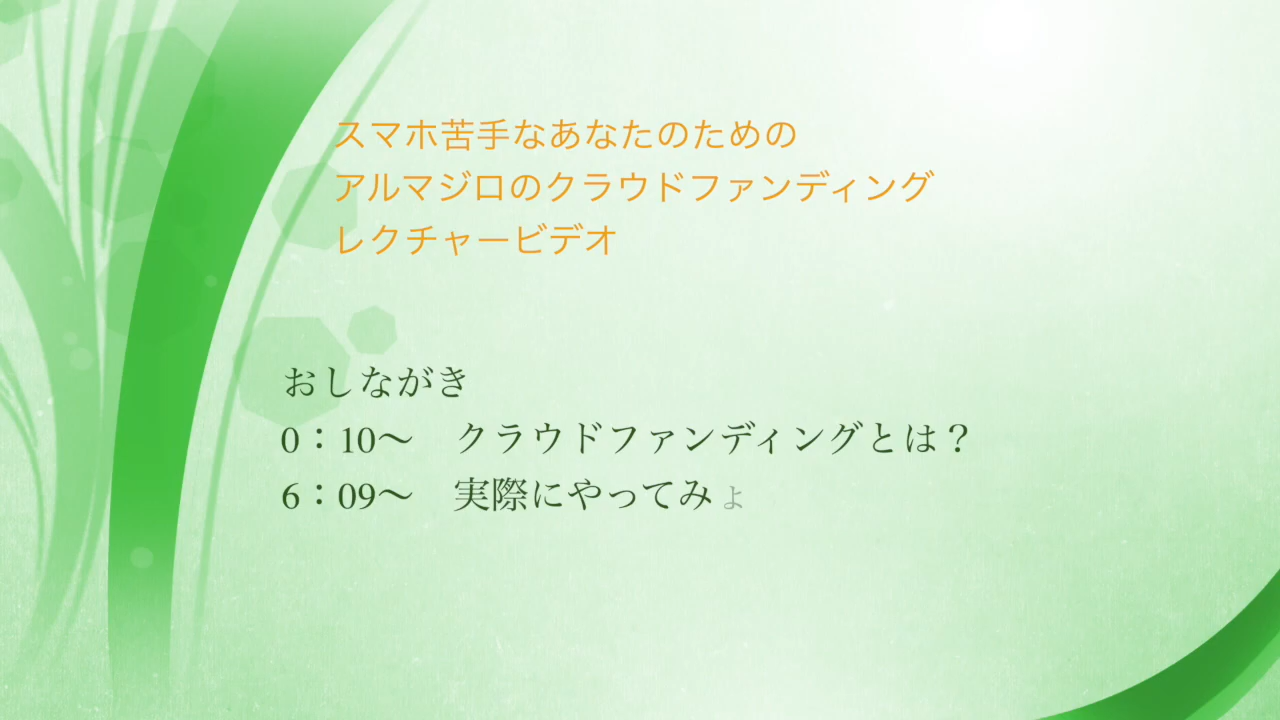 スマホ苦手なあなたのための
アルマジロのクラウドファンディング
レクチャービデオ
おしながき
0：10〜　クラウドファンディングとは？
6：09〜　実際にやってみよ